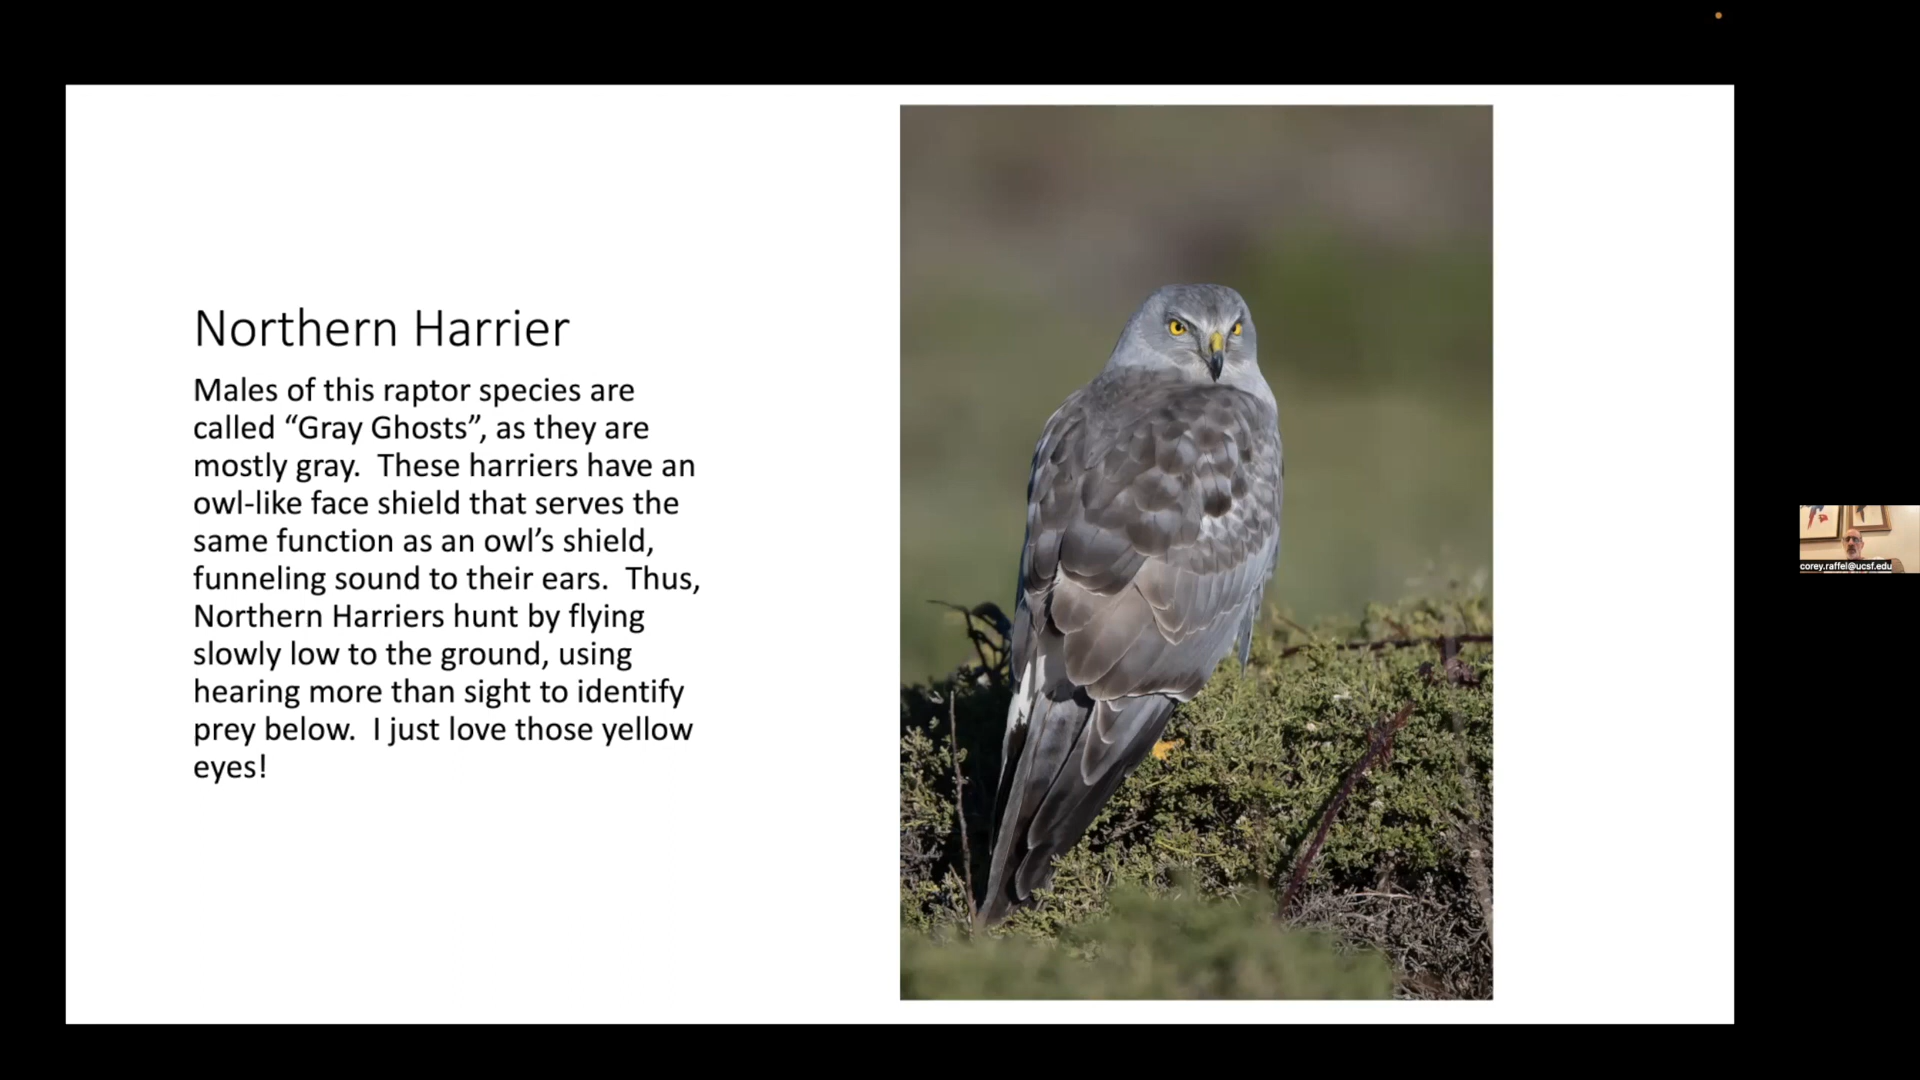 Northern Harrier
Males of this raptor species are
called “Gray Ghosts”, as they are
mostly gray.  These harriers have an
owl-like face shield that serves the
same function as an owl’s shield,
funneling sound to their ears.  Thus,
Northern Harriers hunt by flying
slowly low to the ground, using
hearing more than sight to identify
prey below.  I just love those yellow
eyes!
corey.raffel@ucsf.edu